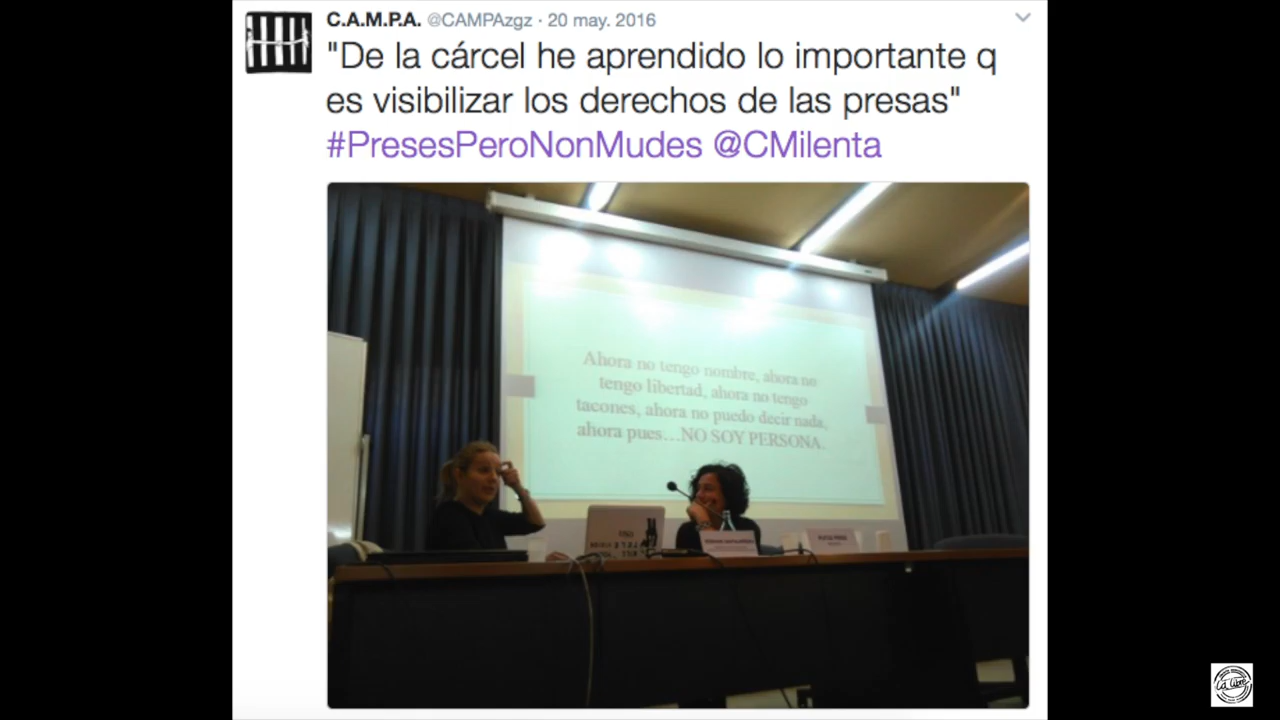 C.A.M.P.A. @CAMPAzgz · 20 may. 2016
"De la cárcel he aprendido lo importante q
es visibilizar los derechos de las presas"
#PresesPeroNonMudes @CMilenta
Ahora no tengo nombre, ahora no
tengo libertad, ahora no tengo
tacones, ahora no puedo decir nada,
ahora pues...NO SOY PERSONA.